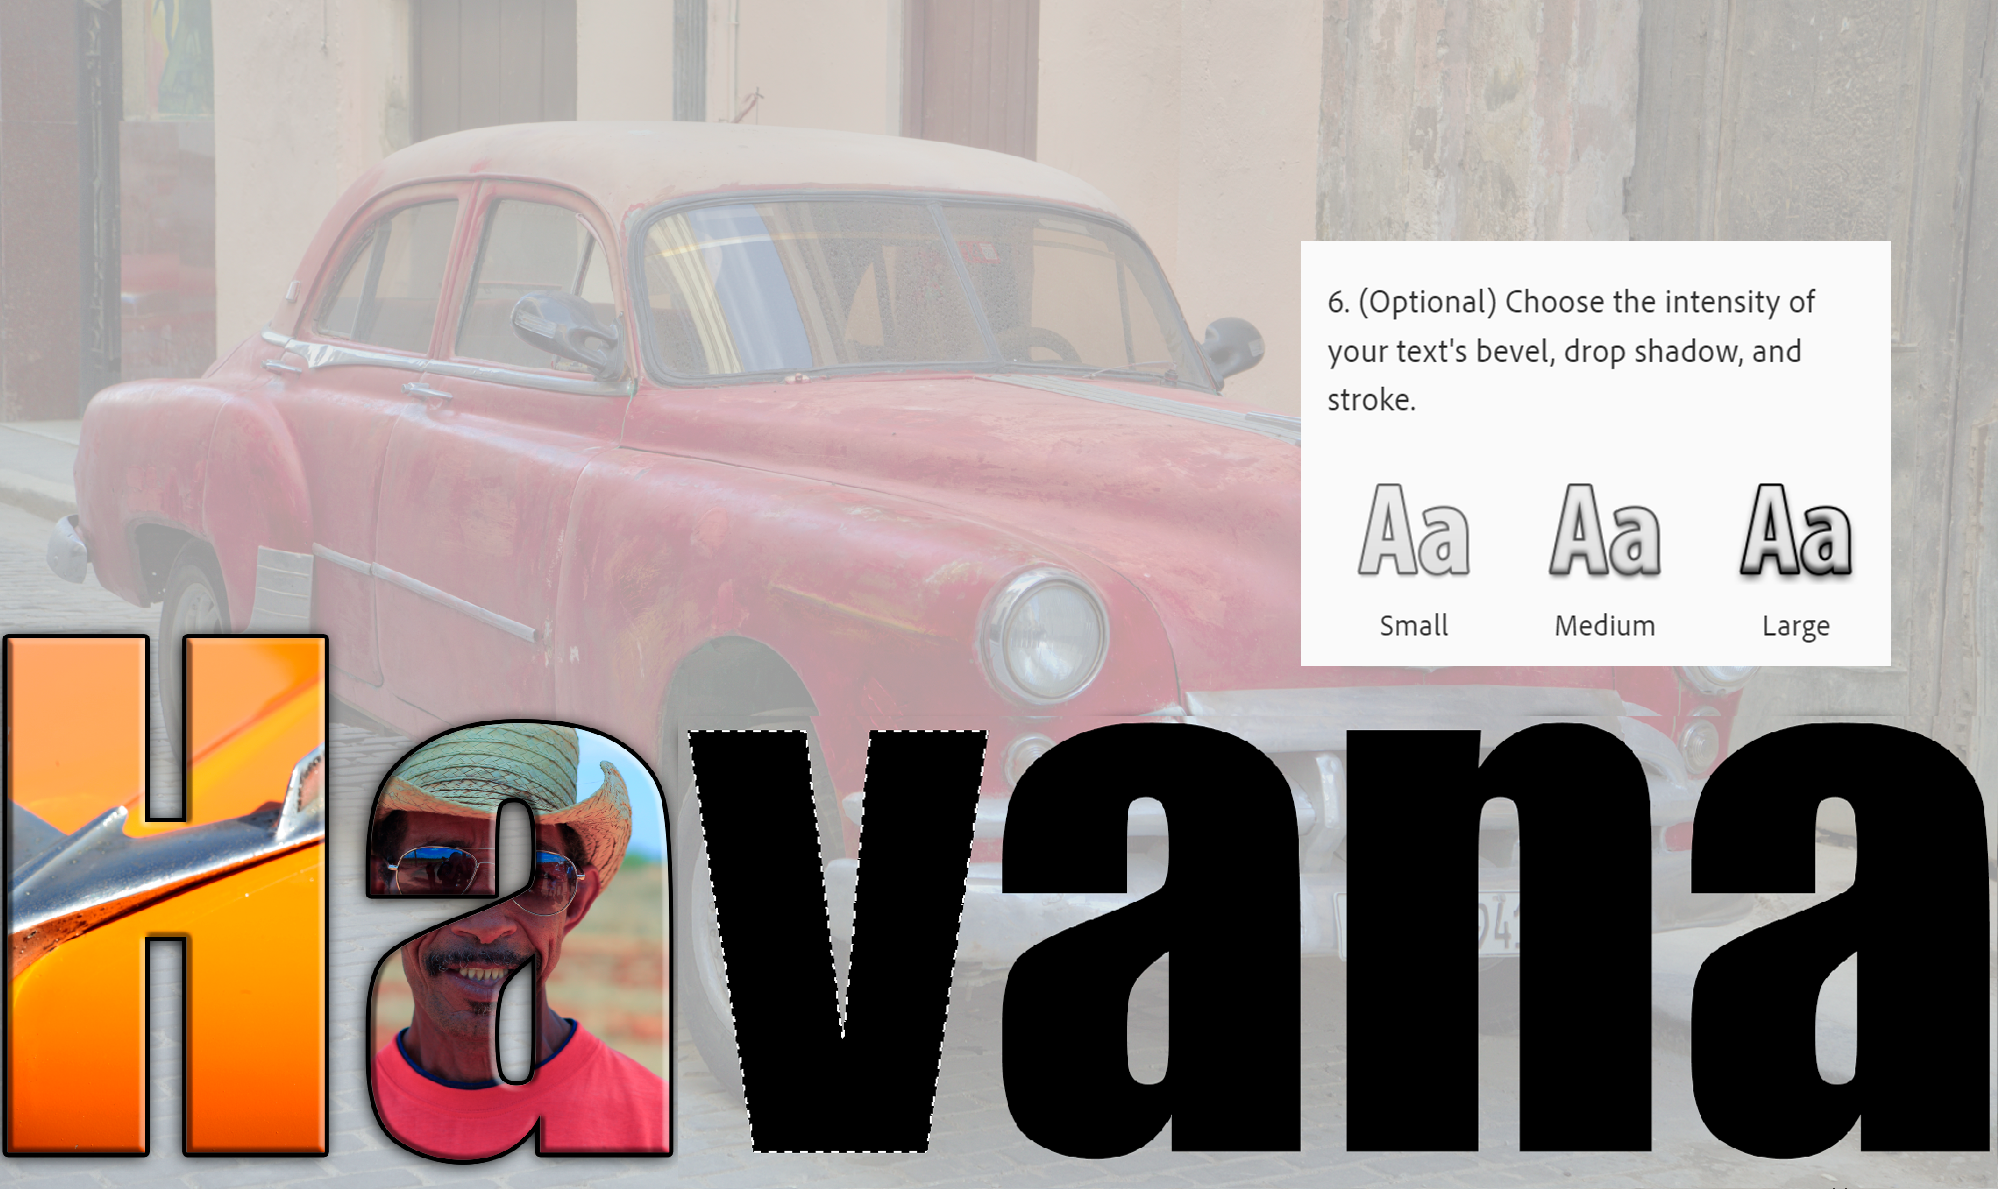 6. (Optional) Choose the intensity of
your text's bevel, drop shadow, and
stroke.
Aa Aa Aa
Small Medium Large
Havana